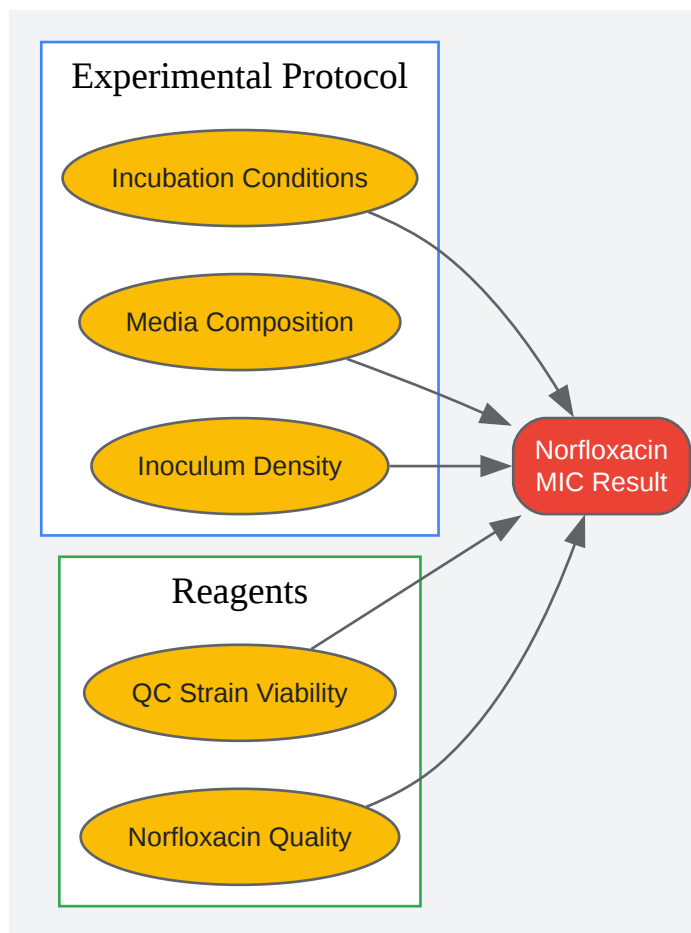 Experimental Protocol
Incubation Conditions
Media Composition
Inoculum Density
Norfloxacin
MIC Result
Reagents
QC Strain Viability
Norfloxacin Quality